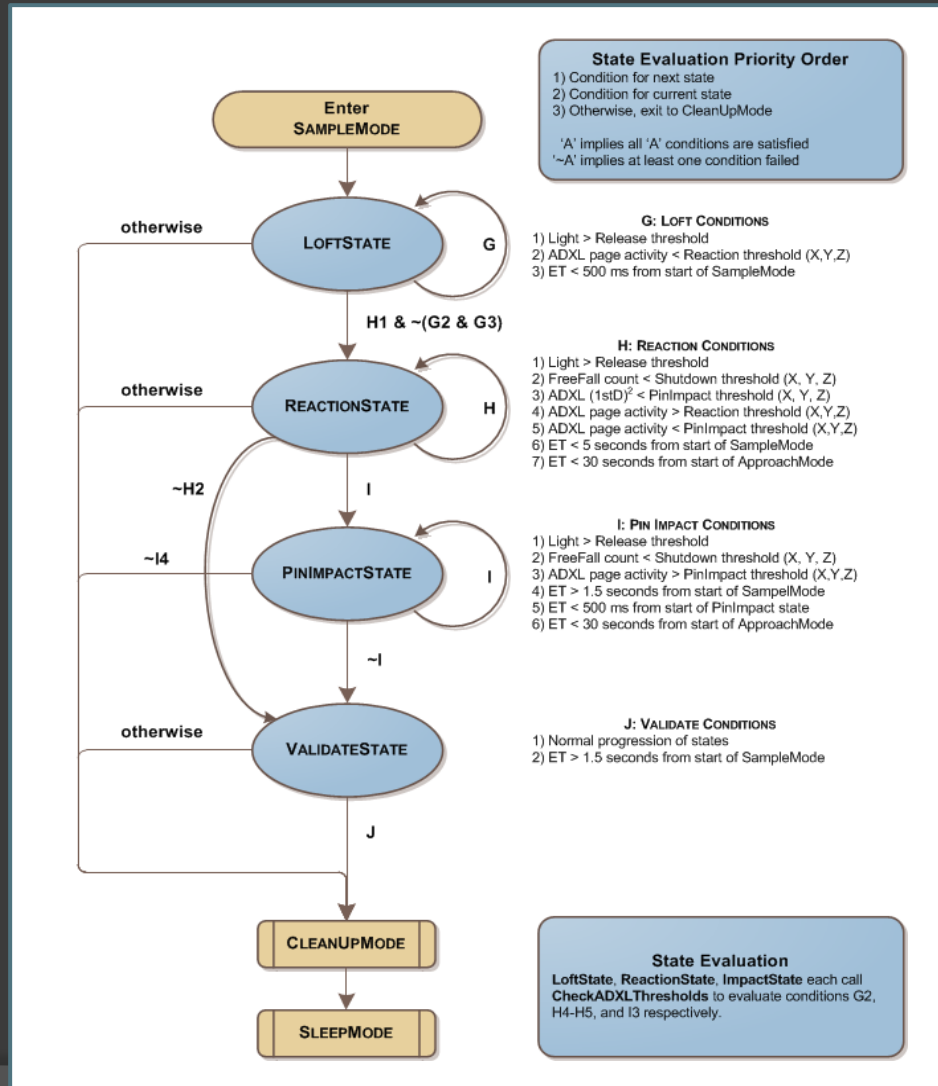 State Evaluation Priority Order
1) Condition for next state
2) Condition for current state
3) Otherwise, exit to CleanUpMode
'A' implies all 'A' conditions are satisfied
'~A' implies at least one condition failed
Enter
SAMPLEMODE
otherwise
LOFTSTATE
G
G: LOFT CONDITIONS
1) Light > Release threshold
2) ADXL page activity < Reaction threshold (X,Y,Z)
3) ET < 500 ms from start of SampleMode
H1 & ~(G2 & G3)
otherwise
REACTIONSTATE
H
H: REACTION CONDITIONS
1) Light > Release threshold
2) FreeFall count < Shutdown threshold (X, Y, Z)
3) ADXL (1stD)² < PinImpact threshold (X, Y, Z)
4) ADXL page activity > Reaction threshold (X,Y,Z)
5) ADXL page activity < PinImpact threshold (X,Y,Z)
6) ET < 5 seconds from start of SampleMode
7) ET < 30 seconds from start of ApproachMode
~H2
I
~I4
PINIMPACTSTATE
I
I: PIN IMPACT CONDITIONS
1) Light > Release threshold
2) FreeFall count < Shutdown threshold (X, Y, Z)
3) ADXL page activity > PinImpact threshold (X,Y,Z)
4) ET > 1.5 seconds from start of SampelMode
5) ET < 500 ms from start of PinImpact state
6) ET < 30 seconds from start of ApproachMode
~I
otherwise
VALIDATESTATE
J: VALIDATE CONDITIONS
1) Normal progression of states
2) ET > 1.5 seconds from start of SampleMode
J
CLEANUPMODE
SLEEPMODE
State Evaluation
LoftState, ReactionState, ImpactState each call
CheckADXLThresholds to evaluate conditions G2,
H4-H5, and I3 respectively.